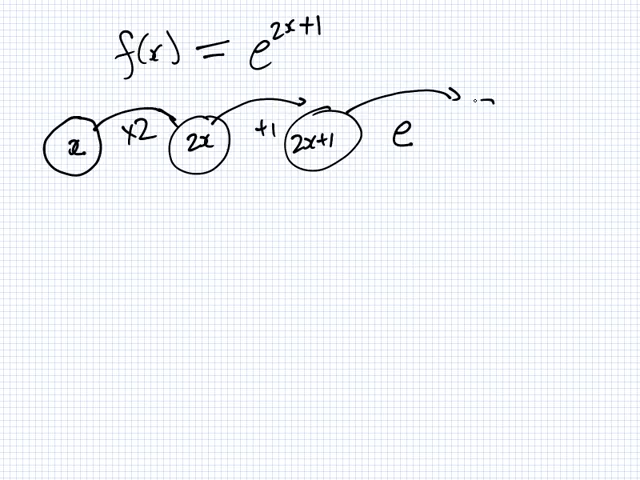 f(x) = e^{2x+1}
x ×2 2x +1 2x+1 e ...